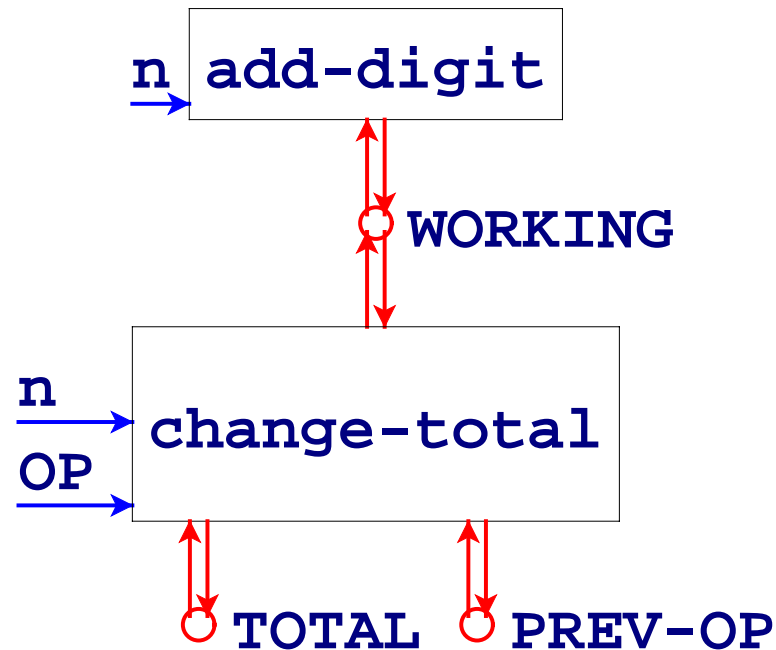 n add-digit
WORKING
n
change-total
OP
TOTAL PREV-OP